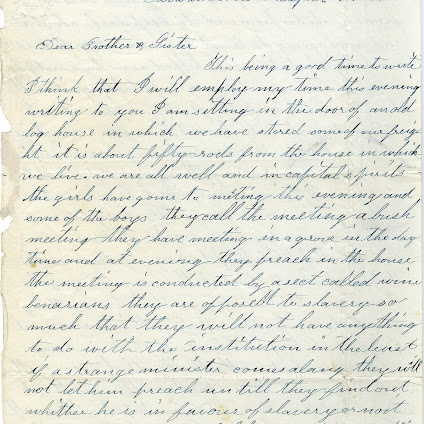 Dear Brother & Sister
This being a good time to write
I think that I will employ my time this evening
writing to you I am sitting in the door of an old
log house in which we have stored some of our freig
ht it is about fifty rods from the house in which
we live. we are all well and in capital spirits
the girls have gone to meting this evening and
some of the boys they call the meeting a bush
meeting they have meeting in a grove in the day
time and at evening they preach in the house
the meeting is conducted by a sect called wine
benarians they are opposed to slavery so
much that they will not have anything
to do with the institution in the least
if a strange minister comes along they will
not let him preach untill they find out
whither he is in favour of slavery or not